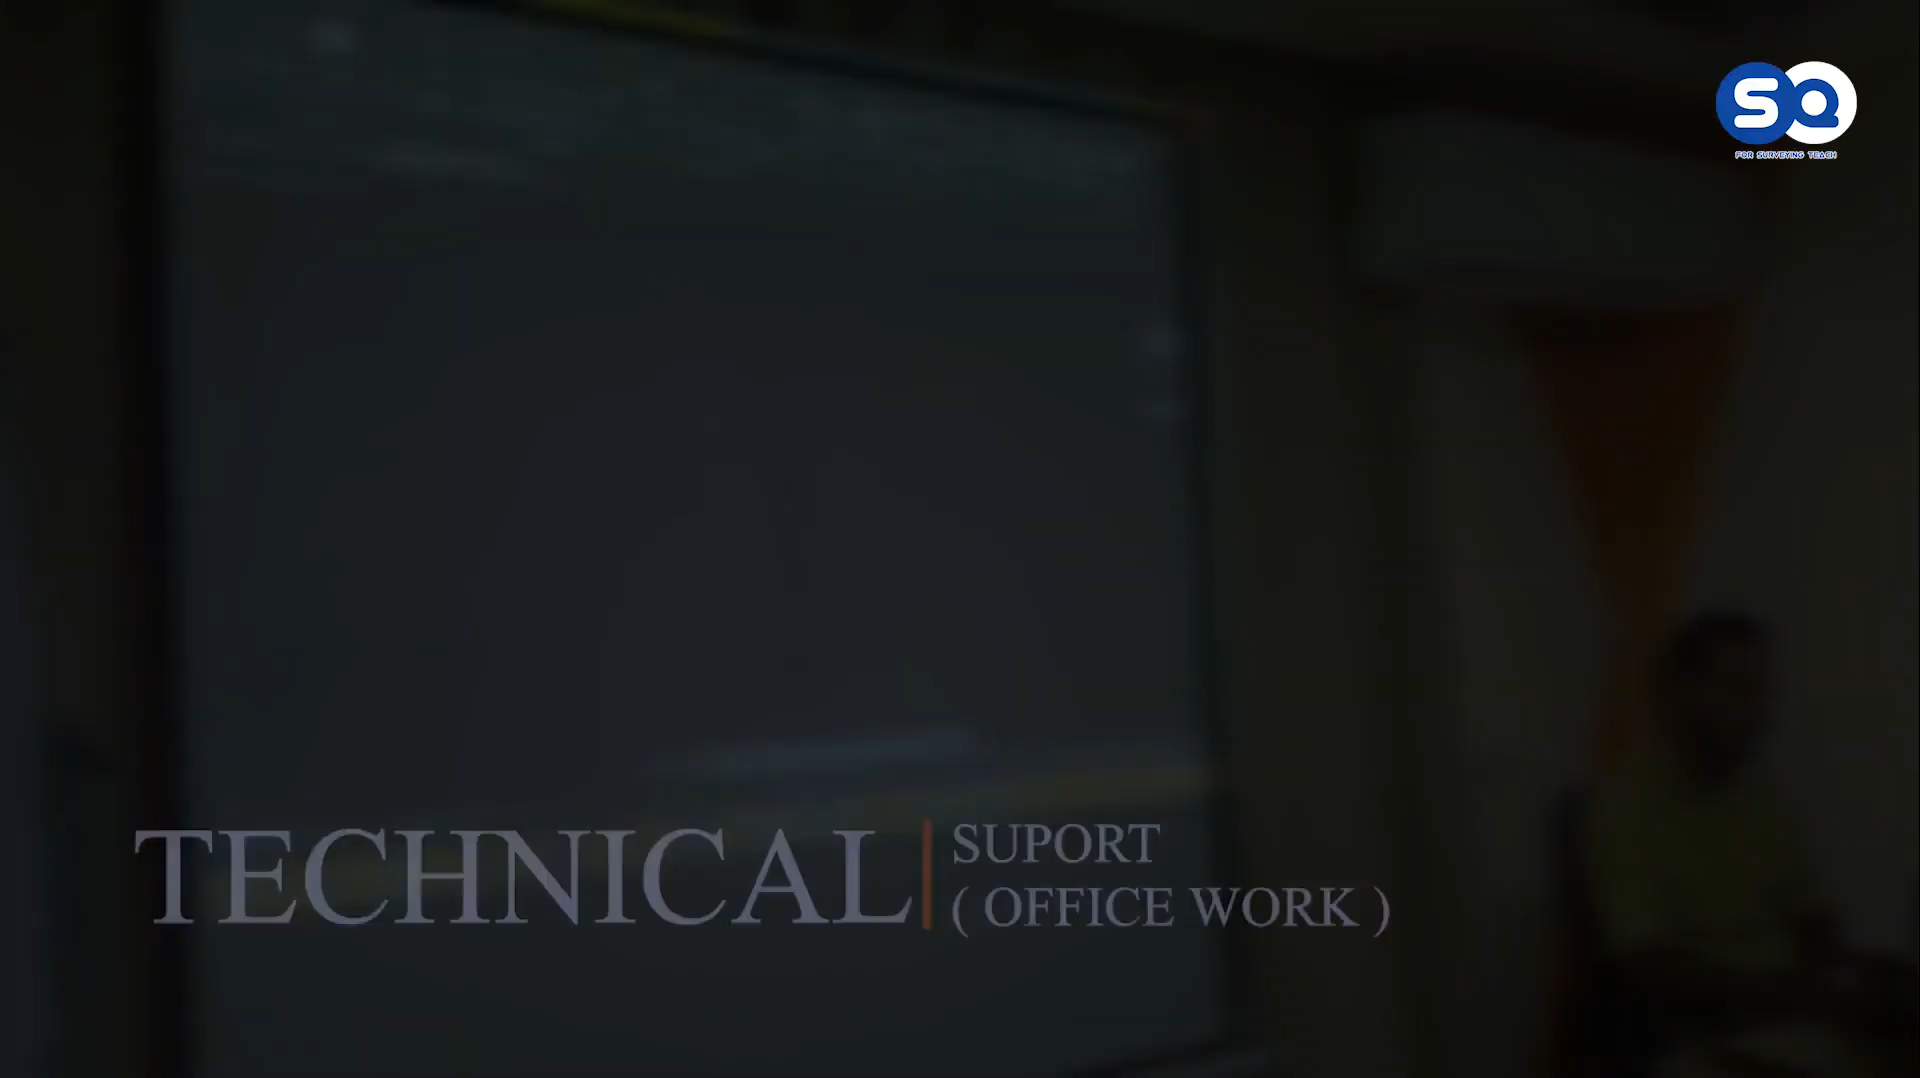 SQ
FOR SURVEYING TEACH
TECHNICAL
SUPORT
( OFFICE WORK )